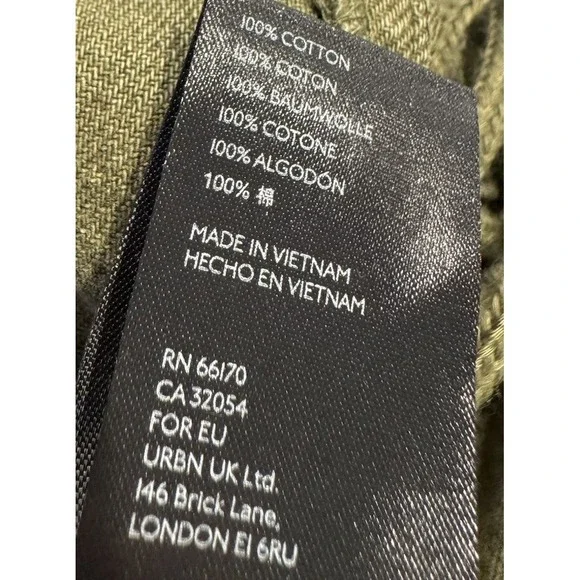 100% COTTON
100% COTON
100% BAUMWOLLE
100% COTONE
100% ALGODÓN
100% 棉
MADE IN VIETNAM
HECHO EN VIETNAM
RN 66170
CA 32054
FOR EU
URBN UK Ltd.
146 Brick Lane,
LONDON E1 6RU